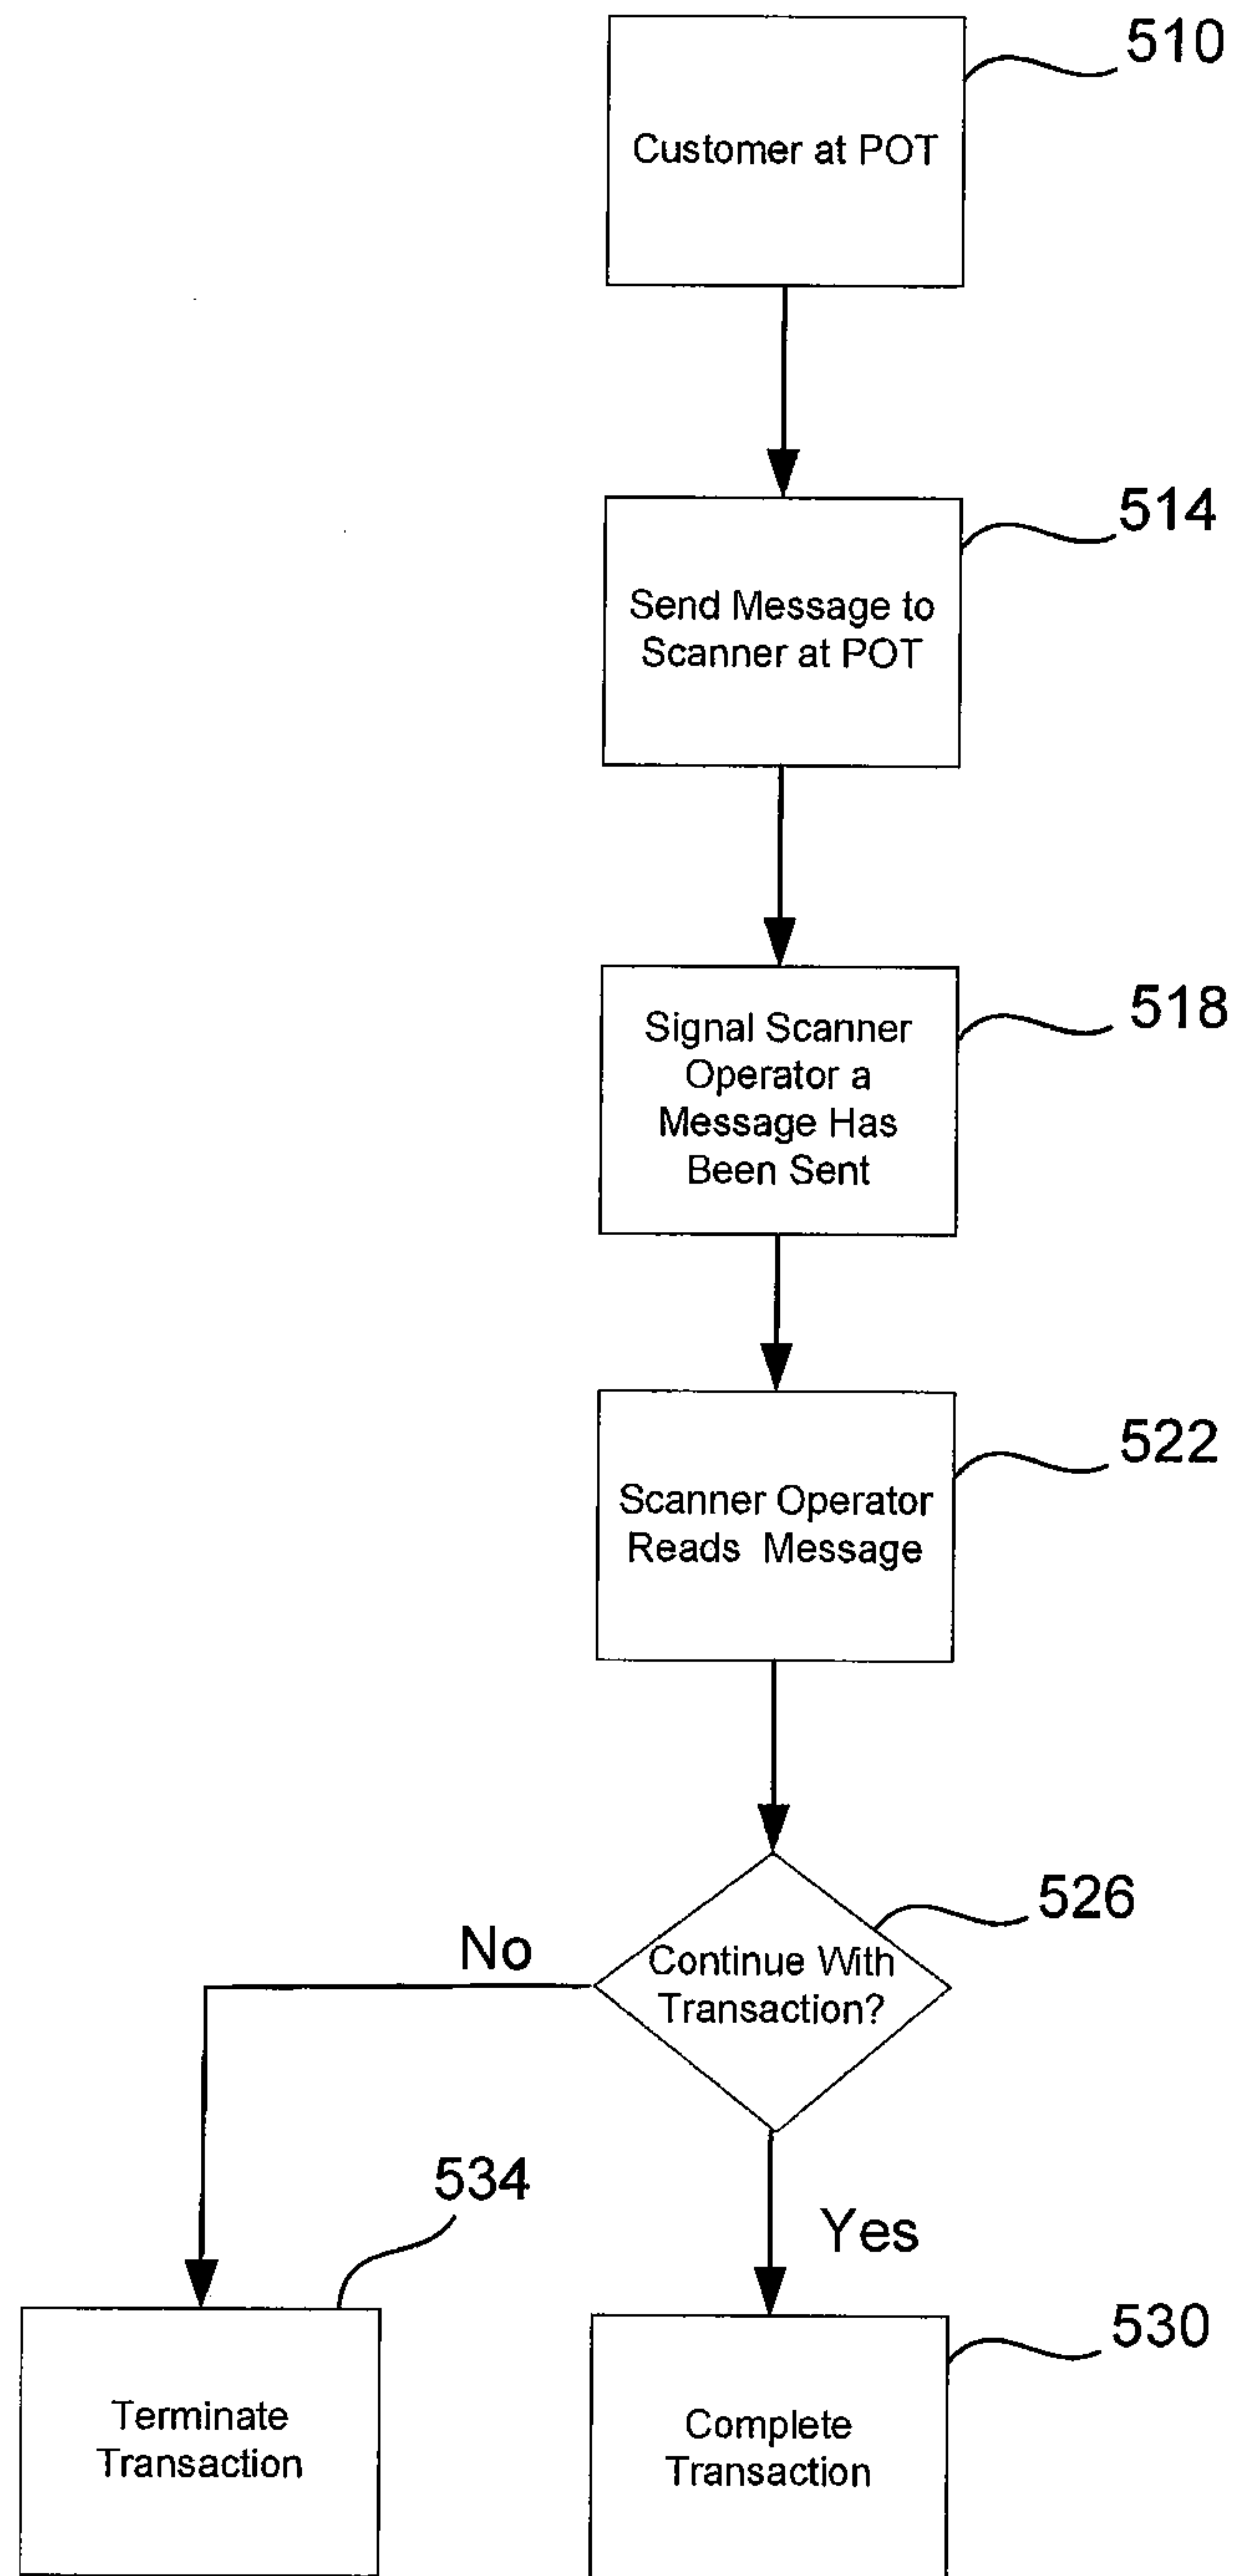 510
Customer at POT
514
Send Message to
Scanner at POT
518
Signal Scanner
Operator a
Message Has
Been Sent
522
Scanner Operator
Reads Message
526
Continue With
Transaction?
No
Yes
534
Terminate
Transaction
530
Complete
Transaction